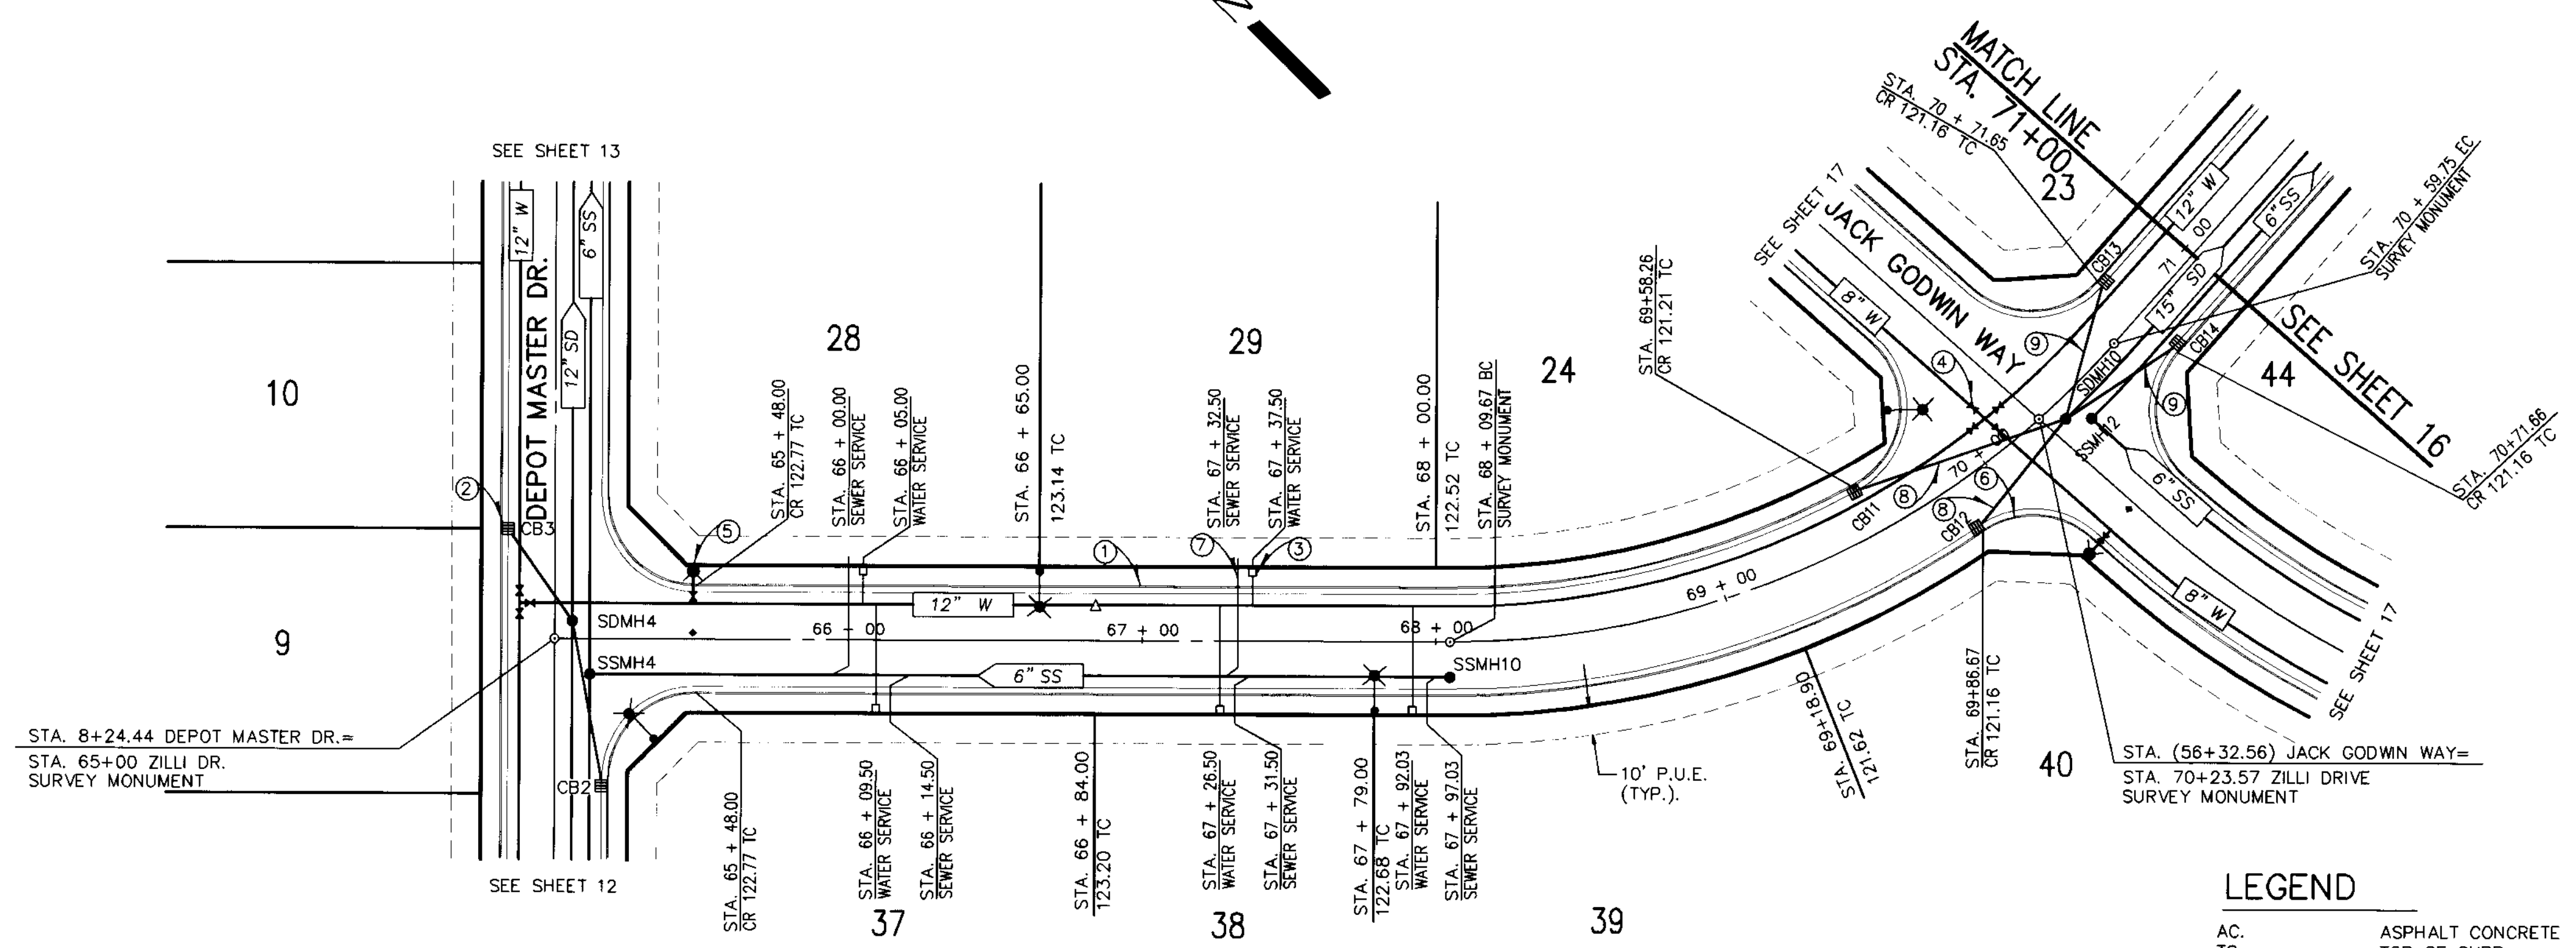 N
MATCH LINE
STA. 71+00
SEE SHEET 16
STA. 70 + 71.65
CR 121.16 TC
23
SEE SHEET 17
JACK GODWIN WAY
12" W
71 + 00
15" SD
6" SS
STA. 70 + 59.75 EC
SURVEY MONUMENT
CB13
CB14
9
9
4
8" W
SDMH10
SSMH12
44
STA. 70+71.66
CR 121.16 TC
SEE SHEET 13
12" W
6" SS
DEPOT MASTER DR.
12" SD
10
9
2
CB3
SDMH4
SSMH4
CB2
SEE SHEET 12
STA. 8+24.44 DEPOT MASTER DR.=
STA. 65+00 ZILLI DR.
SURVEY MONUMENT
28
29
24
5
STA. 65 + 48.00
CR 122.77 TC
STA. 66 + 00.00
SEWER SERVICE
STA. 66 + 05.00
WATER SERVICE
STA. 66 + 65.00
123.14 TC
1
7
STA. 67 + 32.50
SEWER SERVICE
STA. 67 + 37.50
WATER SERVICE
3
STA. 68 + 00.00
122.52 TC
STA. 68 + 09.67 BC
SURVEY MONUMENT
STA. 69+58.26
CR 121.21 TC
12" W
66 + 00
67 + 00
68 + 00
69 + 00
70 + 00
6" SS
SSMH10
CB11
8
8
6
CB12
6" SS
8" W
SEE SHEET 17
STA. 65 + 48.00
CR 122.77 TC
STA. 66 + 09.50
WATER SERVICE
STA. 66 + 14.50
SEWER SERVICE
STA. 66 + 84.00
123.20 TC
STA. 67 + 26.50
WATER SERVICE
STA. 67 + 31.50
SEWER SERVICE
STA. 67 + 79.00
122.68 TC
STA. 67 + 92.03
WATER SERVICE
STA. 67 + 97.03
SEWER SERVICE
10' P.U.E.
(TYP.).
STA. 69+18.90
121.62 TC
STA. 69+86.67
CR 121.16 TC
40
STA. (56+32.56) JACK GODWIN WAY=
STA. 70+23.57 ZILLI DRIVE
SURVEY MONUMENT
37
38
39
LEGEND
AC. ASPHALT CONCRETE